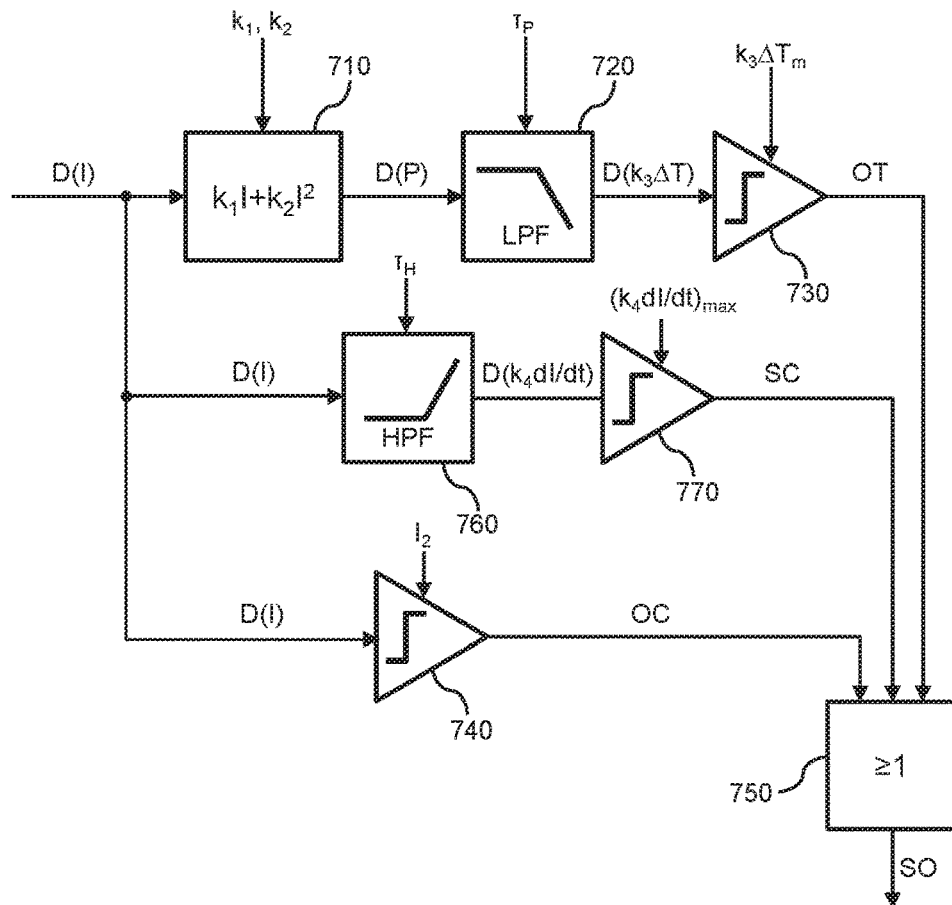 k₁, k₂
710
τP
720
k₃ΔTm
D(I)
k₁I+k₂I²
D(P)
LPF
D(k₃ΔT)
OT
730
τH
(k₄dI/dt)max
D(I)
HPF
D(k₄dI/dt)
SC
760
770
I₂
D(I)
OC
740
750
≥1
SO